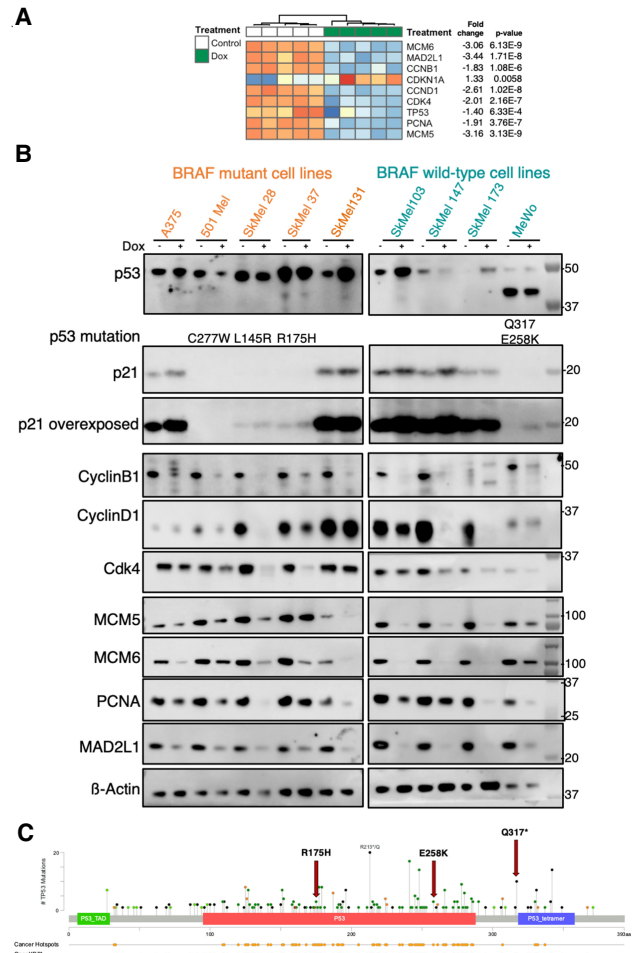 A
Treatment
Control
Dox
Treatment Fold change p-value
MCM6 -3.06 6.13E-9
MAD2L1 -3.44 1.71E-8
CCNB1 -1.83 1.08E-6
CDKN1A 1.33 0.0058
CCND1 -2.61 1.02E-8
CDK4 -2.01 2.16E-7
TP53 -1.40 6.33E-4
PCNA -1.91 3.76E-7
MCM5 -3.16 3.13E-9
B
BRAF mutant cell lines BRAF wild-type cell lines
A375 501 Mel SkMel 28 SkMel 37 SkMel131 SkMel103 SkMel 147 SkMel 173 MeWo
Dox - + - + - + - + - + - + - + - + - +
p53 50
37
p53 mutation C277W L145R R175H Q317
E258K
p21 20
p21 overexposed 20
CyclinB1 50
CyclinD1 37
Cdk4 37
MCM5 100
MCM6 100
PCNA 37
25
MAD2L1 20
ß-Actin 37
C
# TP53 Mutations
20
0
R175H
R213*/Q
E258K
Q317*
P53_TAD P53 P53_tetramer
0 100 200 300 390aa
Cancer Hotspots